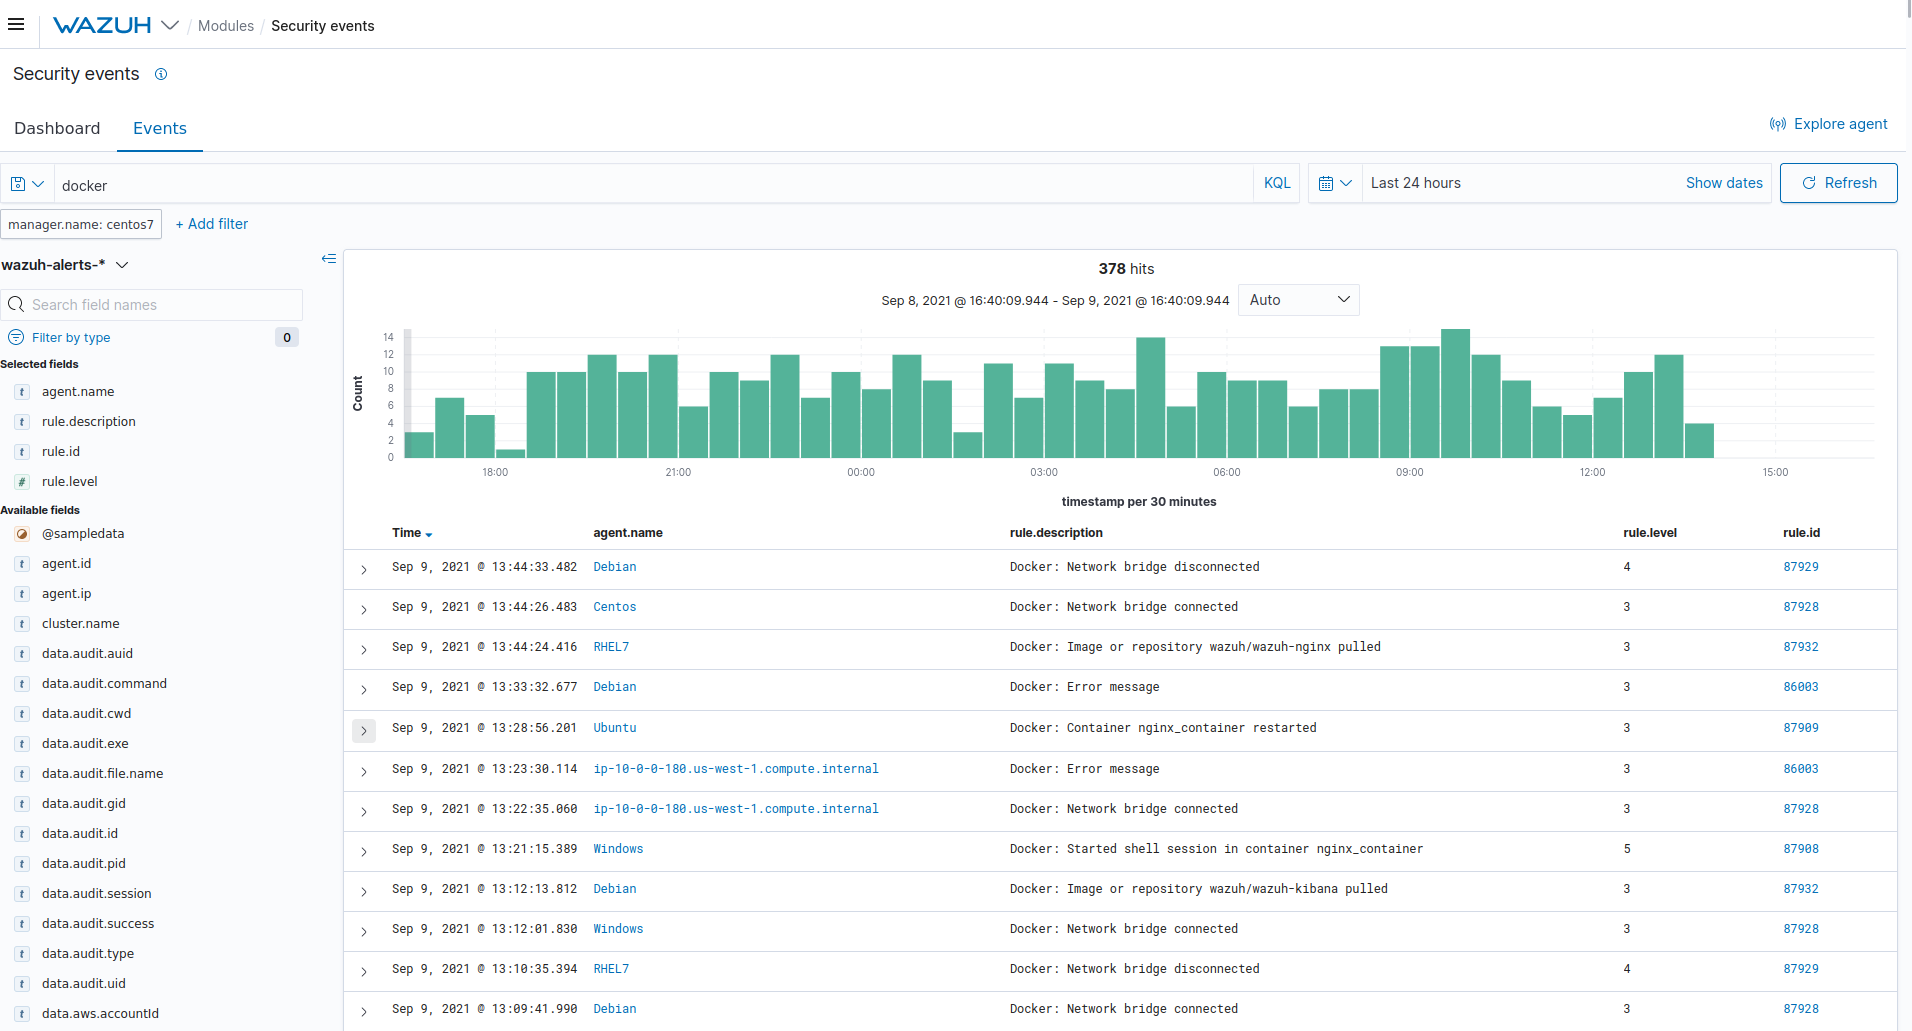 WAZUH / Modules / Security events
Security events
Dashboard Events
Explore agent
docker KQL Last 24 hours Show dates Refresh
manager.name: centos7 + Add filter
wazuh-alerts-*
Search field names
Filter by type 0
Selected fields
t agent.name
t rule.description
t rule.id
# rule.level
Available fields
@sampledata
t agent.id
t agent.ip
t cluster.name
t data.audit.auid
t data.audit.command
t data.audit.cwd
t data.audit.exe
t data.audit.file.name
t data.audit.gid
t data.audit.id
t data.audit.pid
t data.audit.session
t data.audit.success
t data.audit.type
t data.audit.uid
t data.aws.accountId
378 hits
Sep 8, 2021 @ 16:40:09.944 - Sep 9, 2021 @ 16:40:09.944 Auto
Count
14
12
10
8
6
4
2
0
18:00 21:00 00:00 03:00 06:00 09:00 12:00 15:00
timestamp per 30 minutes
Time agent.name rule.description rule.level rule.id
Sep 9, 2021 @ 13:44:33.482 Debian Docker: Network bridge disconnected 4 87929
Sep 9, 2021 @ 13:44:26.483 Centos Docker: Network bridge connected 3 87928
Sep 9, 2021 @ 13:44:24.416 RHEL7 Docker: Image or repository wazuh/wazuh-nginx pulled 3 87932
Sep 9, 2021 @ 13:33:32.677 Debian Docker: Error message 3 86003
Sep 9, 2021 @ 13:28:56.201 Ubuntu Docker: Container nginx_container restarted 3 87909
Sep 9, 2021 @ 13:23:30.114 ip-10-0-0-180.us-west-1.compute.internal Docker: Error message 3 86003
Sep 9, 2021 @ 13:22:35.060 ip-10-0-0-180.us-west-1.compute.internal Docker: Network bridge connected 3 87928
Sep 9, 2021 @ 13:21:15.389 Windows Docker: Started shell session in container nginx_container 5 87908
Sep 9, 2021 @ 13:12:13.812 Debian Docker: Image or repository wazuh/wazuh-kibana pulled 3 87932
Sep 9, 2021 @ 13:12:01.830 Windows Docker: Network bridge connected 3 87928
Sep 9, 2021 @ 13:10:35.394 RHEL7 Docker: Network bridge disconnected 4 87929
Sep 9, 2021 @ 13:09:41.990 Debian Docker: Network bridge connected 3 87928